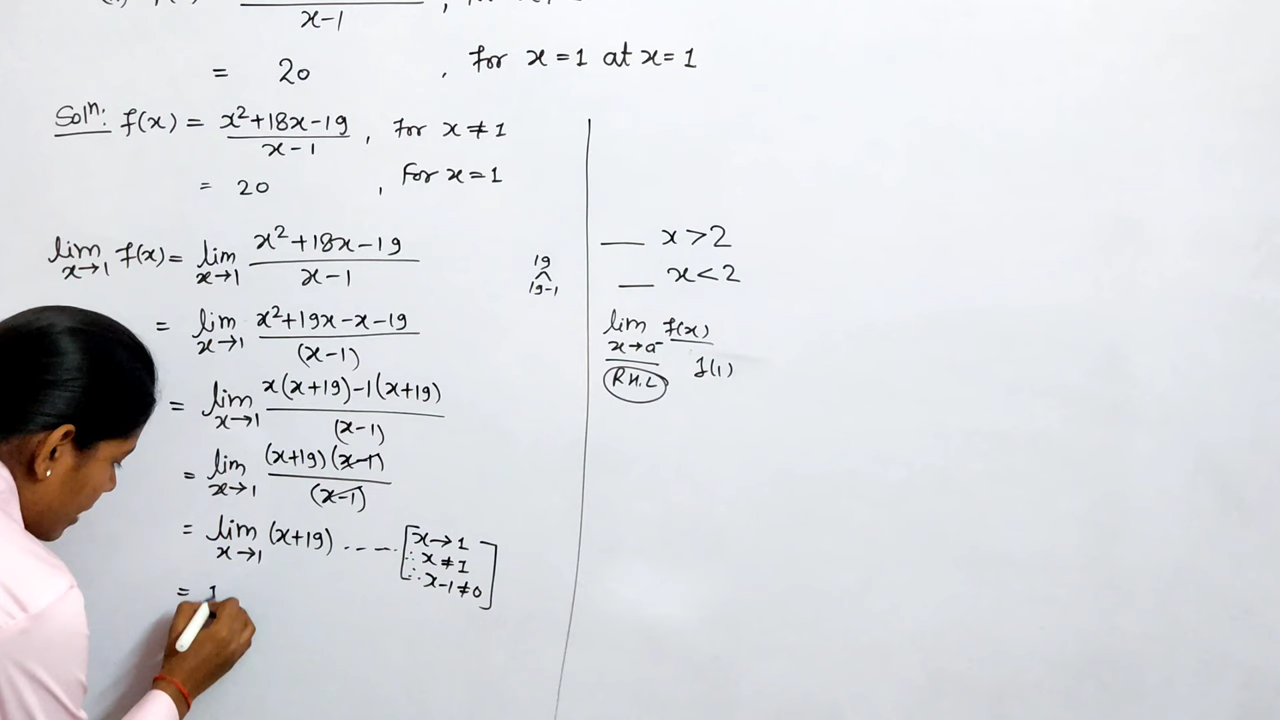 x-1
= 20 , for x = 1 at x = 1
Solⁿ: f(x) = x²+18x-19 / x-1 , for x ≠ 1
= 20 , For x = 1
lim x→1 f(x) = lim x→1 x²+18x-19 / x-1
= lim x→1 x²+19x-x-19 / (x-1)
= lim x→1 x(x+19)-1(x+19) / (x-1)
= lim x→1 (x+19)(x-1) / (x-1)
= lim x→1 (x+19) ----- [x→1
∴ x ≠ 1
∴ x-1 ≠ 0]
= 1
19
19-1
__ x > 2
__ x < 2
lim x→a⁻ f(x)
R.H.L f(1)